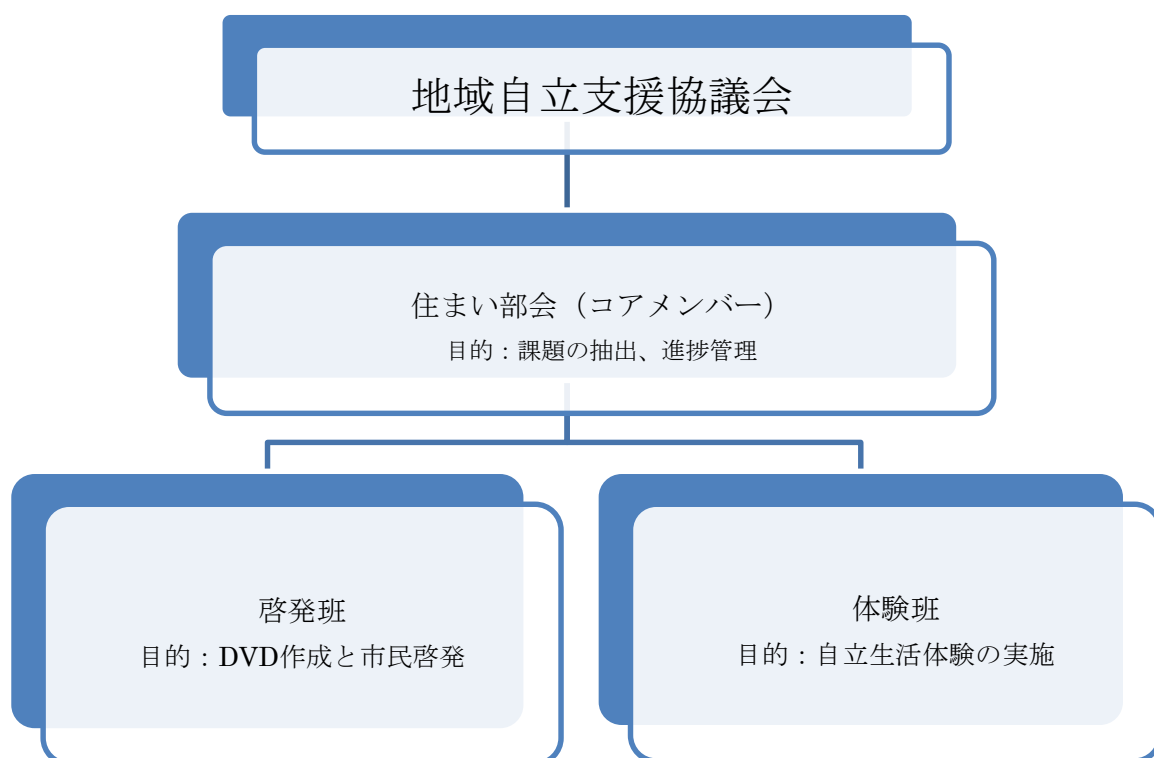 地域自立支援協議会
住まい部会（コアメンバー）
目的：課題の抽出、進捗管理
啓発班
目的：DVD作成と市民啓発
体験班
目的：自立生活体験の実施